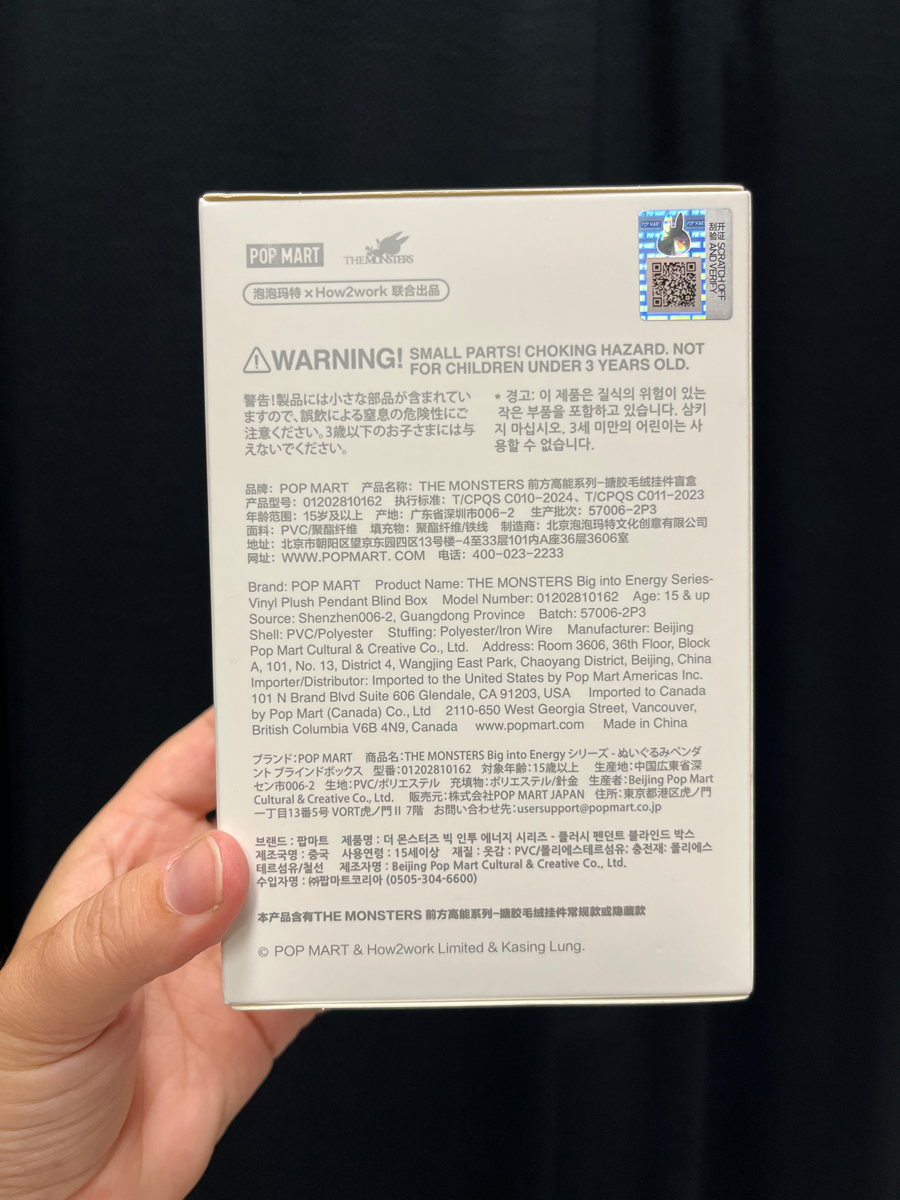 POP MART
THE MONSTERS
泡泡玛特 x How2work 联合出品
POP MART
POP MART
开证 SCRATCH OFF
刮验 AND VERIFY
WARNING! SMALL PARTS! CHOKING HAZARD. NOT
FOR CHILDREN UNDER 3 YEARS OLD.
警告!製品には小さな部品が含まれてい
ますので、誤飲による窒息の危険性にご
注意ください。3歳以下のお子さまには与
えないでください。
* 경고: 이 제품은 질식의 위험이 있는
작은 부품을 포함하고 있습니다. 삼키
지 마십시오. 3세 미만의 어린이는 사
용할 수 없습니다.
品牌: POP MART 产品名称: THE MONSTERS 前方高能系列-搪胶毛绒挂件盲盒
产品型号: 01202810162 执行标准: T/CPQS C010-2024、T/CPQS C011-2023
年龄范围: 15岁及以上 产地: 广东省深圳市006-2 生产批次: 57006-2P3
面料: PVC/聚酯纤维 填充物: 聚酯纤维/铁线 制造商: 北京泡泡玛特文化创意有限公司
地址: 北京市朝阳区望京东园四区13号楼-4至33层101内A座36层3606室
网址: WWW.POPMART. COM 电话: 400-023-2233
Brand: POP MART Product Name: THE MONSTERS Big into Energy Series-
Vinyl Plush Pendant Blind Box Model Number: 01202810162 Age: 15 & up
Source: Shenzhen006-2, Guangdong Province Batch: 57006-2P3
Shell: PVC/Polyester Stuffing: Polyester/Iron Wire Manufacturer: Beijing
Pop Mart Cultural & Creative Co., Ltd. Address: Room 3606, 36th Floor, Block
A, 101, No. 13, District 4, Wangjing East Park, Chaoyang District, Beijing, China
Importer/Distributor: Imported to the United States by Pop Mart Americas Inc.
101 N Brand Blvd Suite 606 Glendale, CA 91203, USA Imported to Canada
by Pop Mart (Canada) Co., Ltd 2110-650 West Georgia Street, Vancouver,
British Columbia V6B 4N9, Canada www.popmart.com Made in China
ブランド:POP MART 商品名:THE MONSTERS Big into Energy シリーズ - ぬいぐるみペンダ
ント ブラインドボックス 型番:01202810162 対象年齢:15歳以上 生産地:中国広東省深
セン市006-2 生地:PVC/ポリエステル 充填物:ポリエステル/針金 生産者:Beijing Pop Mart
Cultural & Creative Co., Ltd. 販売元:株式会社POP MART JAPAN 住所:東京都港区虎ノ門
一丁目13番5号 VORT虎ノ門Ⅱ 7階 お問い合わせ先:usersupport@popmart.co.jp
브랜드 : 팝마트 제품명 : 더 몬스터즈 빅 인투 에너지 시리즈 - 플러시 펜던트 블라인드 박스
제조국명 : 중국 사용연령 : 15세이상 재질 : 옷감 : PVC/폴리에스테르섬유: 충전재: 폴리에스
테르섬유/철선 제조자명 : Beijing Pop Mart Cultural & Creative Co., Ltd.
수입자명 : ㈜팝마트코리아 (0505-304-6600)
本产品含有THE MONSTERS 前方高能系列-搪胶毛绒挂件常规款或隐藏款
© POP MART & How2work Limited & Kasing Lung.